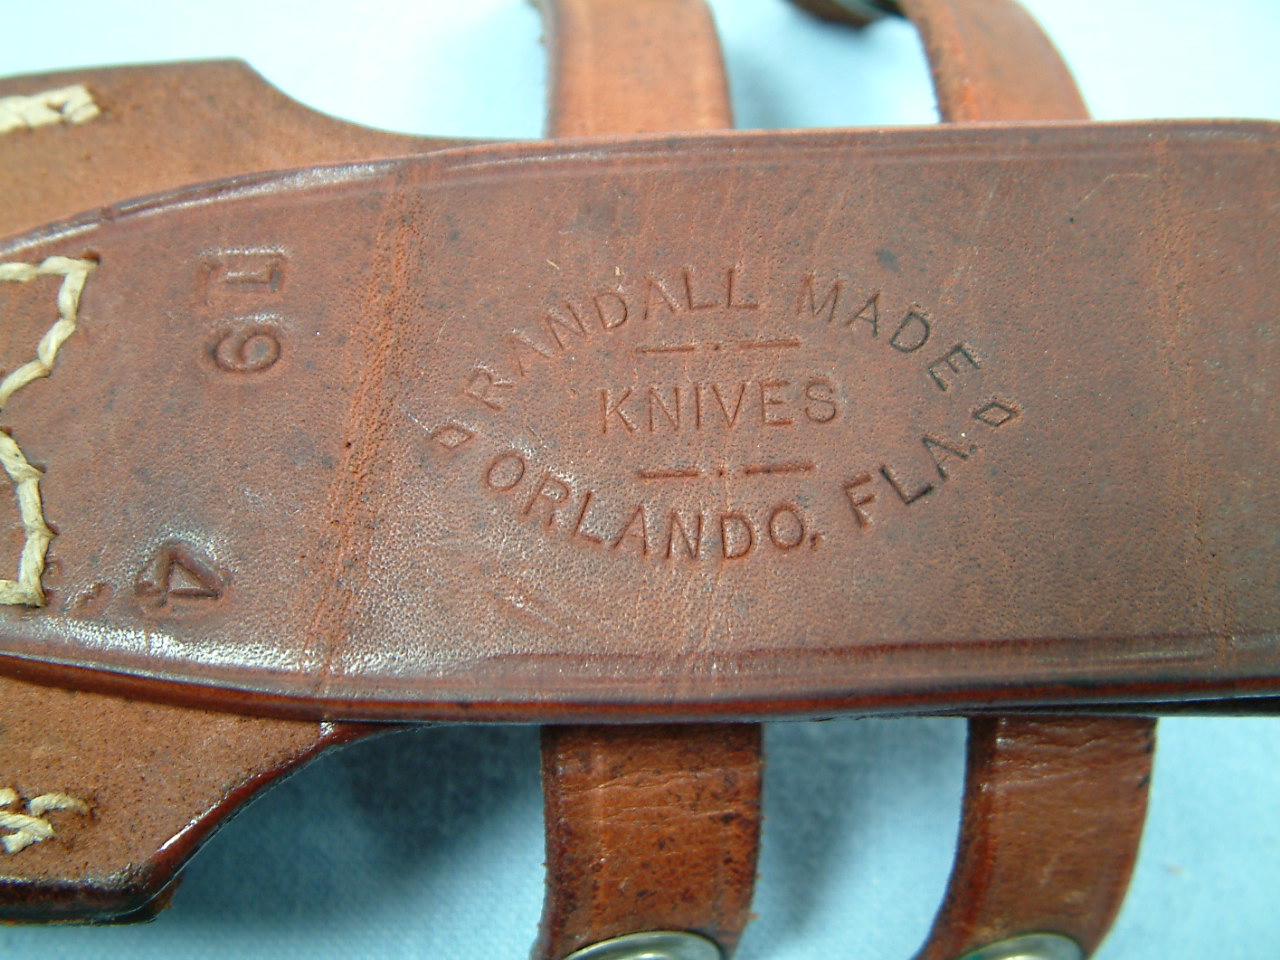 19
4
RANDALL MADE
KNIVES
ORLANDO, FLA.